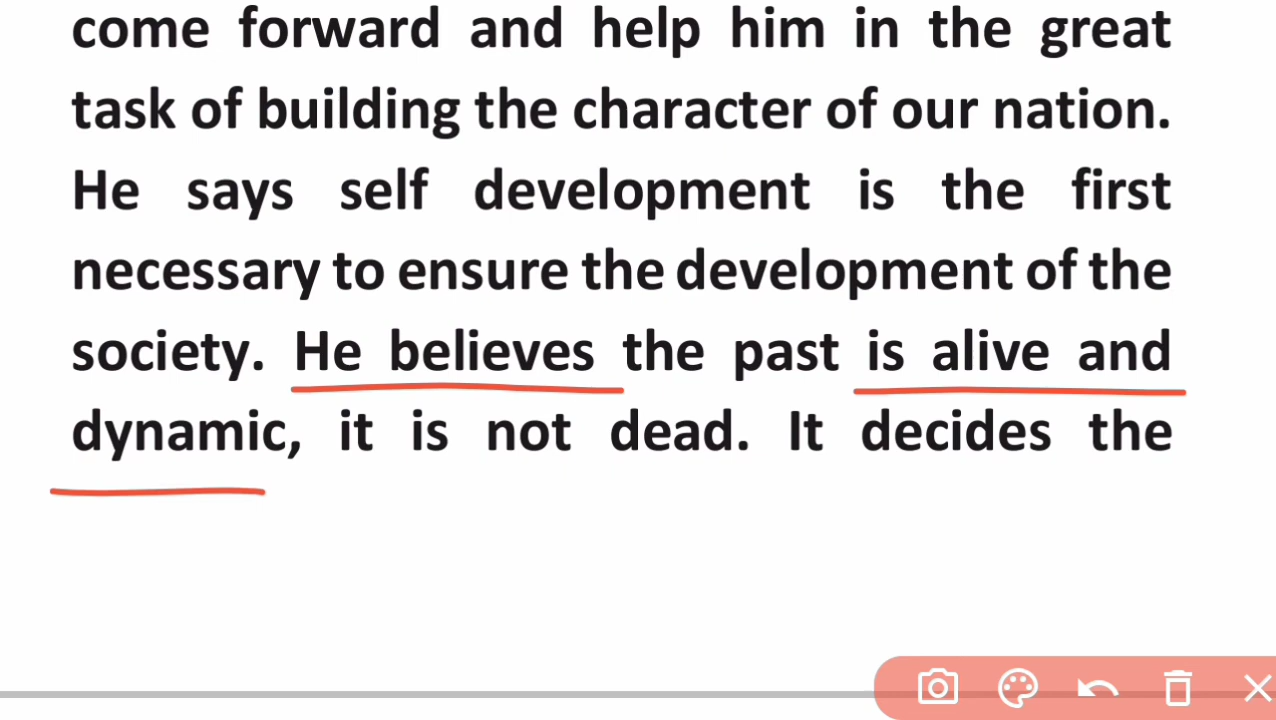 come forward and help him in the great
task of building the character of our nation.
He says self development is the first
necessary to ensure the development of the
society. He believes the past is alive and
dynamic, it is not dead. It decides the